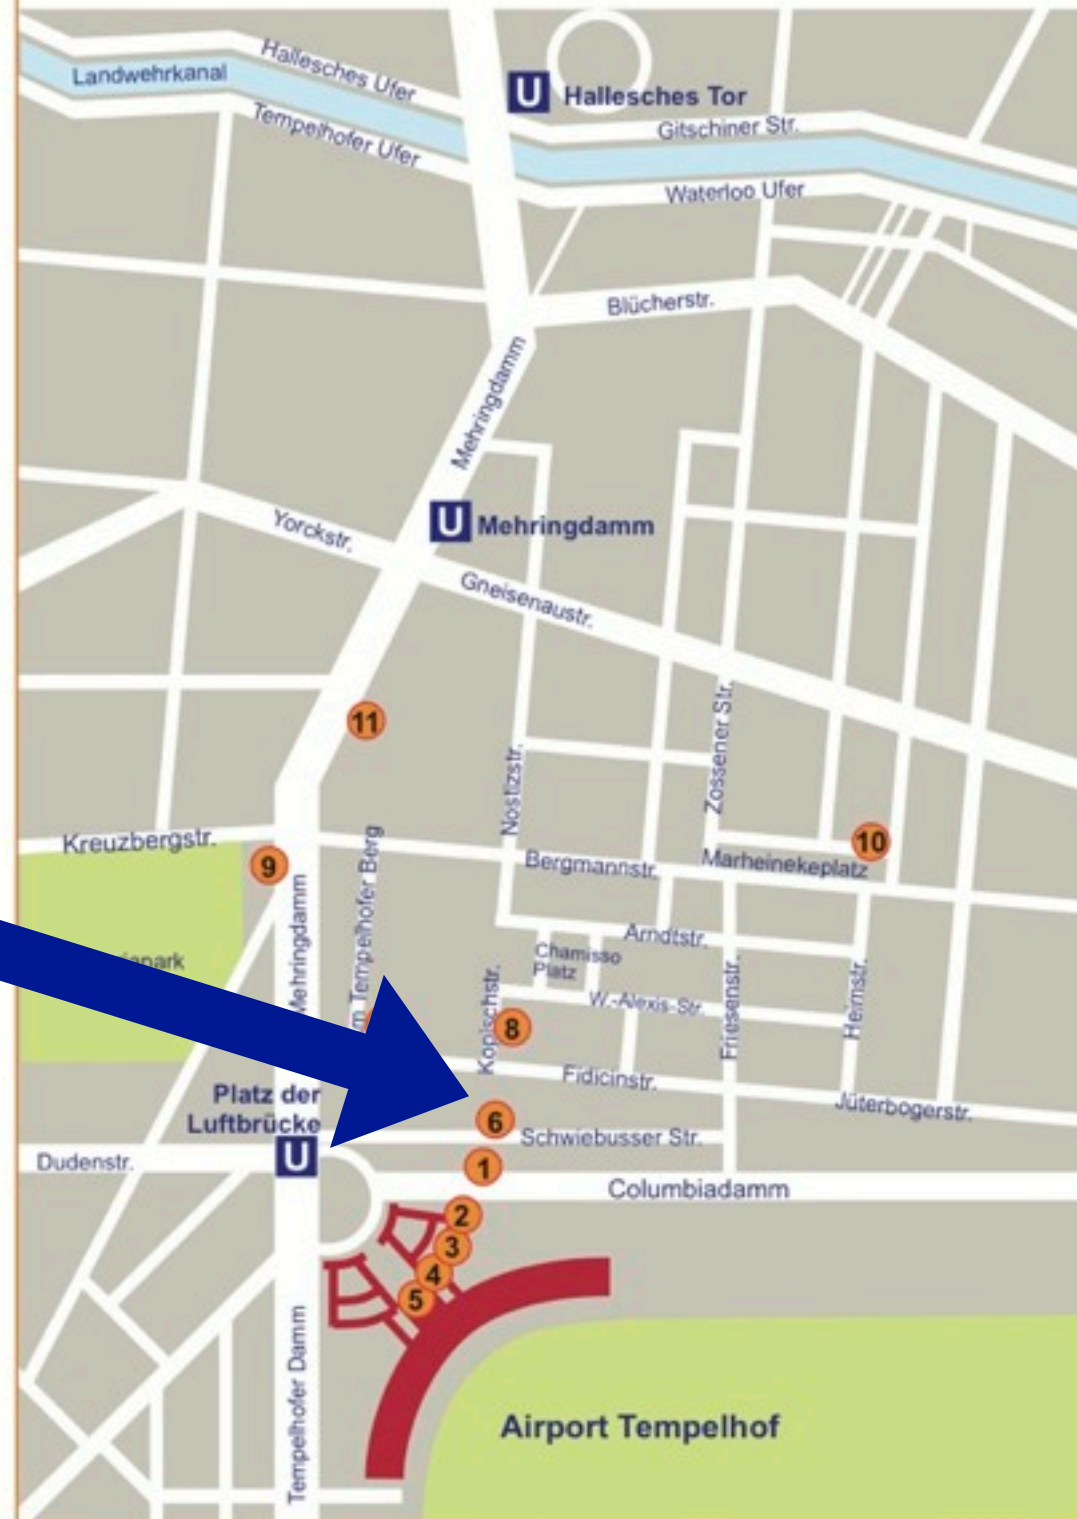 Landwehrkanal
Hallesches Ufer
Tempelhofer Ufer
U Hallesches Tor
Gitschiner Str.
Waterloo Ufer
Blücherstr.
Mehringdamm
U Mehringdamm
Yorckstr.
Gneisenaustr.
11
Zossener Str.
Nostizstr.
Kreuzbergstr.
9
10
Bergmannstr.
Marheinekeplatz
Mehringdamm
Tempelhofer Berg
Arndtstr.
Chamisso
Platz
W.-Alexis-Str.
Kopischstr.
8
Friesenstr.
Heimstr.
Fidicinstr.
Jüterbogerstr.
Platz der
Luftbrücke
U
6
Schwiebusser Str.
Dudenstr.
1
Columbiadamm
2
3
4
5
Tempelhofer Damm
Airport Tempelhof